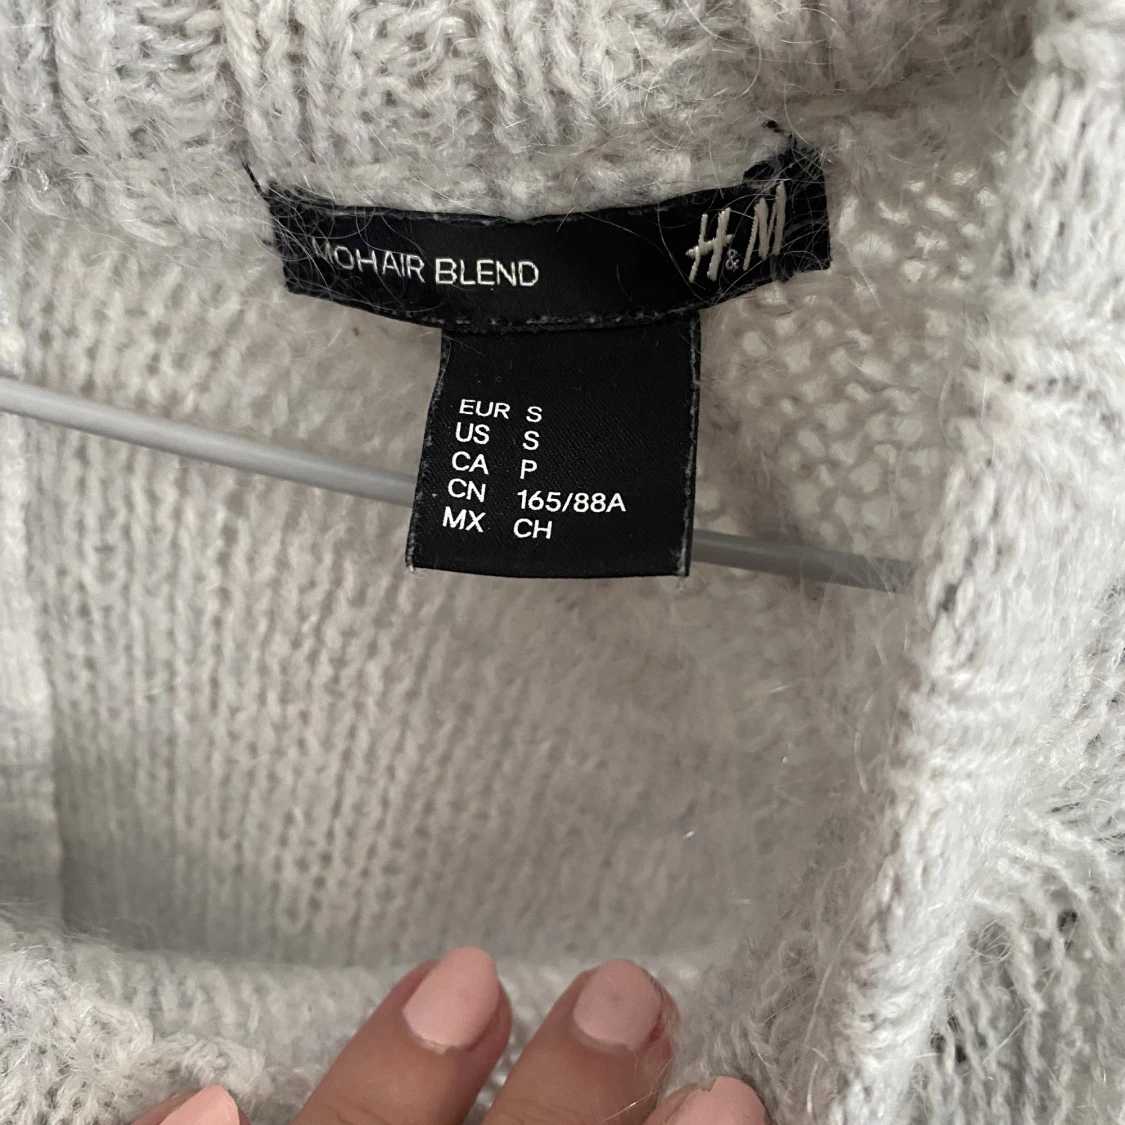 MOHAIR BLEND
H&M
EUR S
US S
CA P
CN 165/88A
MX CH